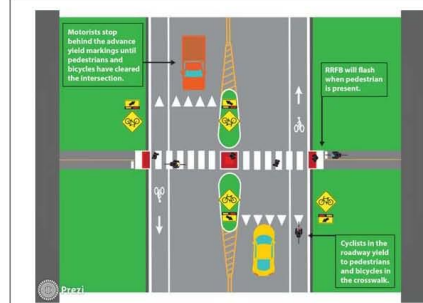 Motorists stop
behind the advance
yield markings until
pedestrians and
bicycles have cleared
the intersection.
RRFB will flash
when pedestrian
is present.
Cyclists in the
roadway yield
to pedestrians
and bicycles in
the crosswalk.
Prezi